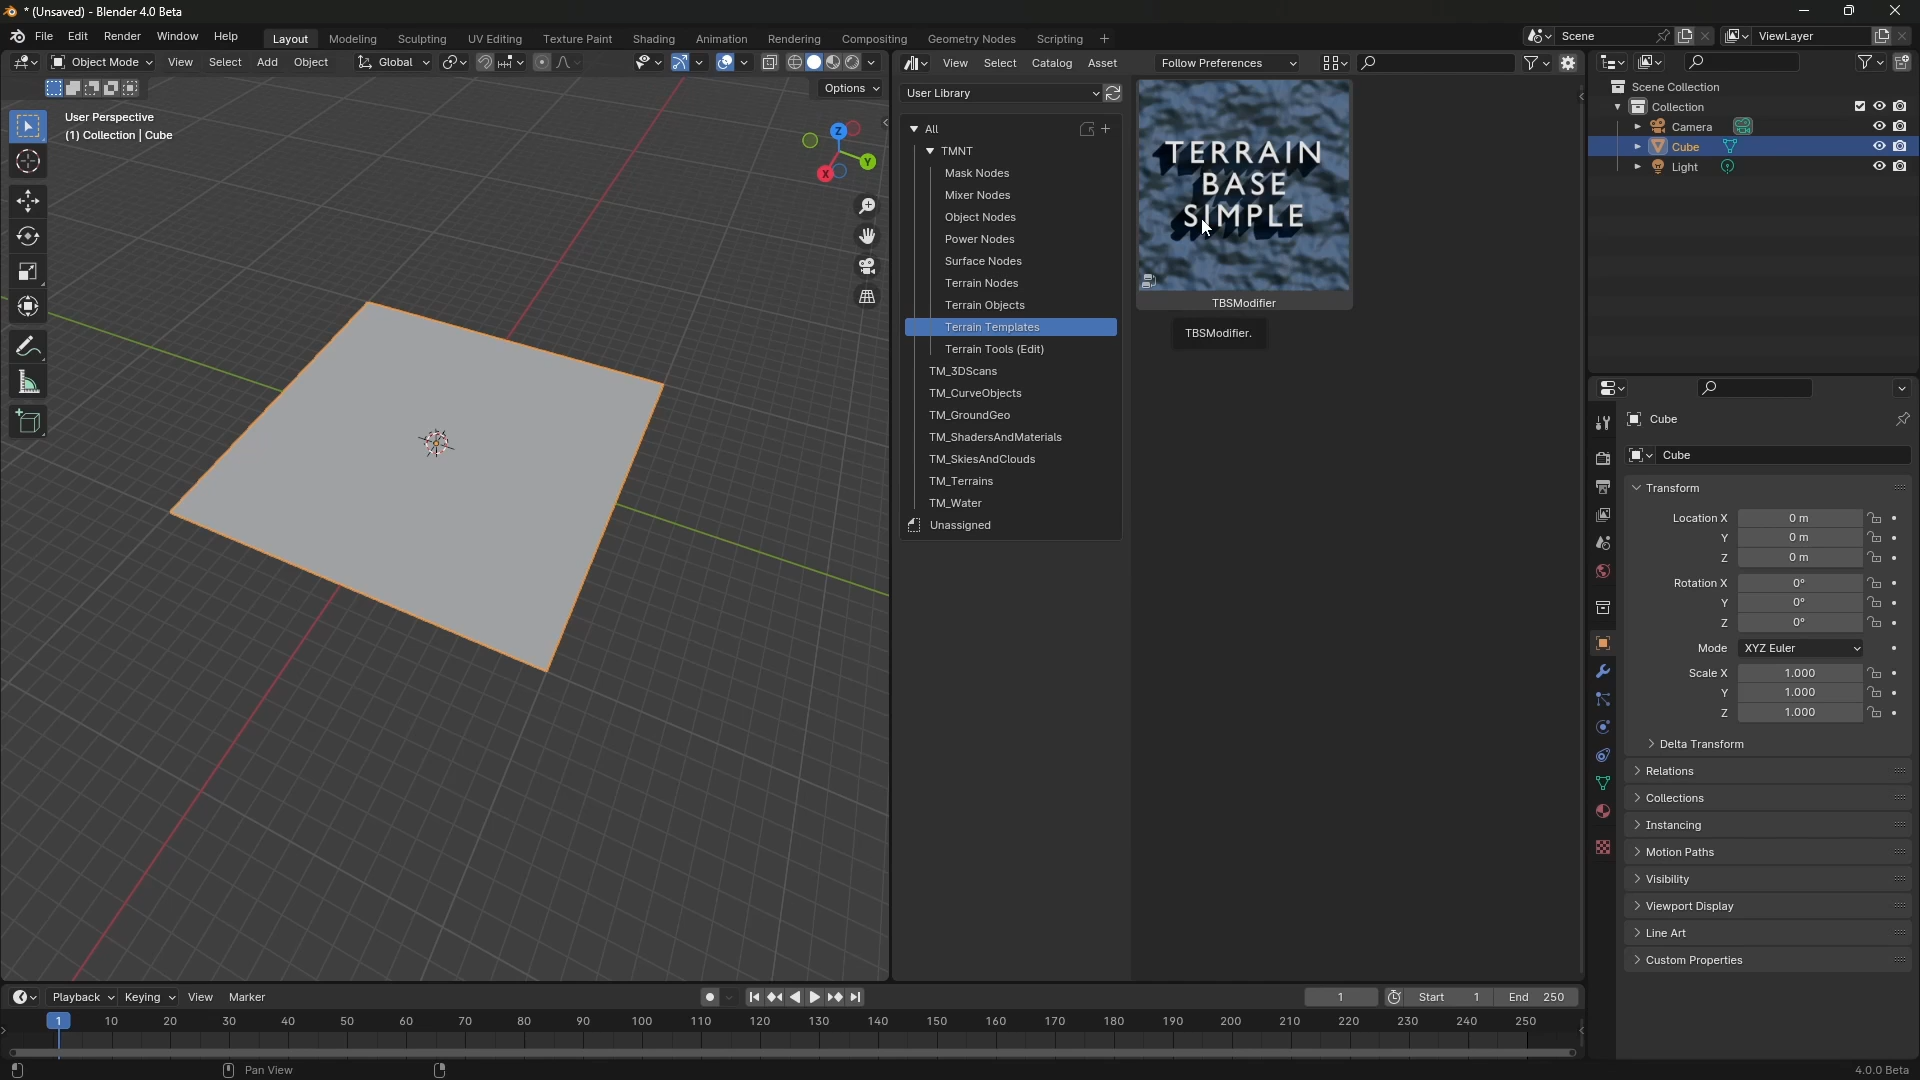 * (Unsaved) - Blender 4.0 Beta
File Edit Render Window Help
Layout Modeling Sculpting UV Editing Texture Paint Shading Animation Rendering Compositing Geometry Nodes Scripting +
Scene
ViewLayer
Object Mode View Select Add Object Global
View Select Catalog Asset Follow Preferences
Options
User Perspective
(1) Collection | Cube
Z
Y
X
User Library
All
TMNT
Mask Nodes
Mixer Nodes
Object Nodes
Power Nodes
Surface Nodes
Terrain Nodes
Terrain Objects
Terrain Templates
Terrain Tools (Edit)
TM_3DScans
TM_CurveObjects
TM_GroundGeo
TM_ShadersAndMaterials
TM_SkiesAndClouds
TM_Terrains
TM_Water
Unassigned
TERRAIN
BASE
SIMPLE
TBSModifier
TBSModifier.
Scene Collection
Collection
Camera
Cube
Light
Cube
Cube
Transform
Location X 0 m
Y 0 m
Z 0 m
Rotation X 0°
Y 0°
Z 0°
Mode XYZ Euler
Scale X 1.000
Y 1.000
Z 1.000
Delta Transform
Relations
Collections
Instancing
Motion Paths
Visibility
Viewport Display
Line Art
Custom Properties
Playback Keying View Marker
1 Start 1 End 250
1 10 20 30 40 50 60 70 80 90 100 110 120 130 140 150 160 170 180 190 200 210 220 230 240 250
Pan View
4.0.0 Beta